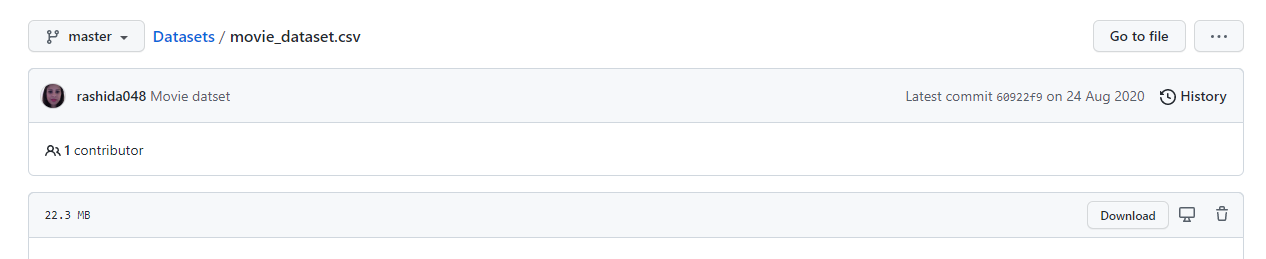 master Datasets / movie_dataset.csv Go to file ...
rashida048 Movie datset Latest commit 60922f9 on 24 Aug 2020 History
1 contributor
22.3 MB Download